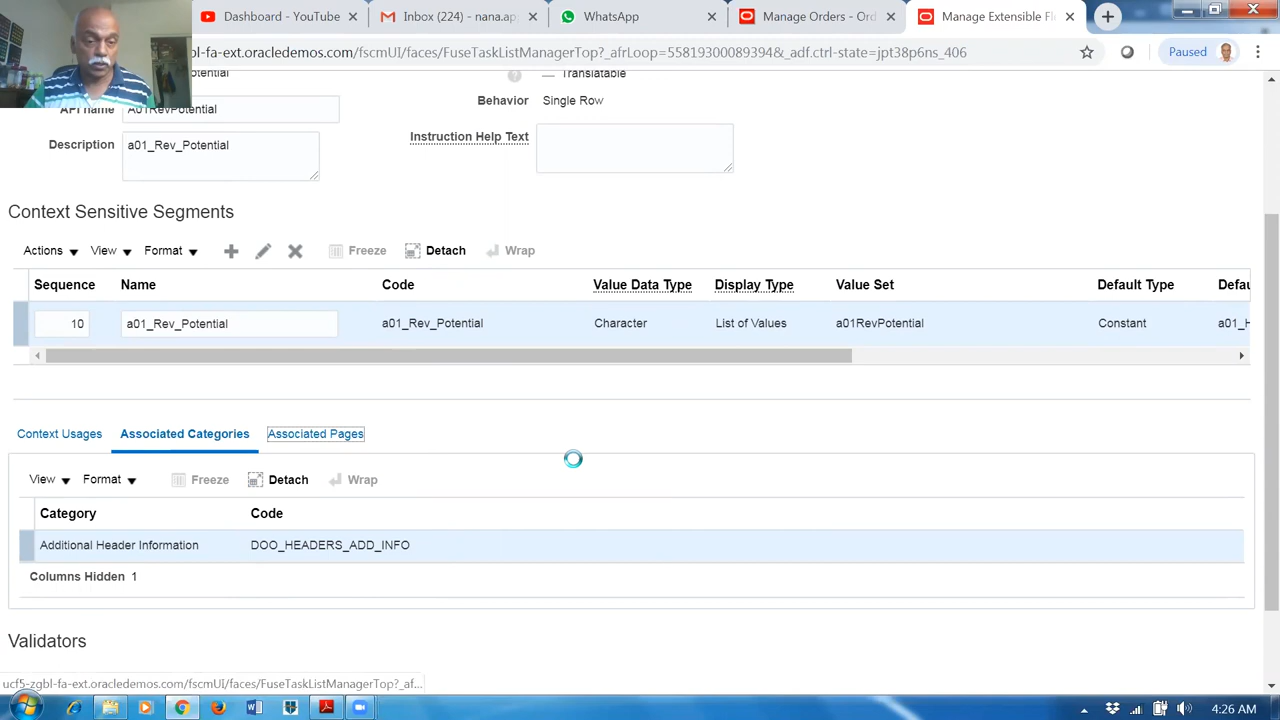 Dashboard - YouTube
Inbox (224) - nana.ap
WhatsApp
Manage Orders - Ord
Manage Extensible Fl
bl-fa-ext.oracledemos.com/fscmUI/faces/FuseTaskListManagerTop?_afrLoop=55819300089394&_adf.ctrl-state=jpt38p6ns_406
Paused
Translatable
Behavior Single Row
API name A01RevPotential
Instruction Help Text
Description a01_Rev_Potential
Context Sensitive Segments
Actions View Format Freeze Detach Wrap
Sequence Name Code Value Data Type Display Type Value Set Default Type Defau
10 a01_Rev_Potential a01_Rev_Potential Character List of Values a01RevPotential Constant a01_H
Context Usages Associated Categories Associated Pages
View Format Freeze Detach Wrap
Category Code
Additional Header Information DOO_HEADERS_ADD_INFO
Columns Hidden 1
Validators
ucf5-zgbl-fa-ext.oracledemos.com/fscmUI/faces/FuseTaskListManagerTop?_af...
4:26 AM